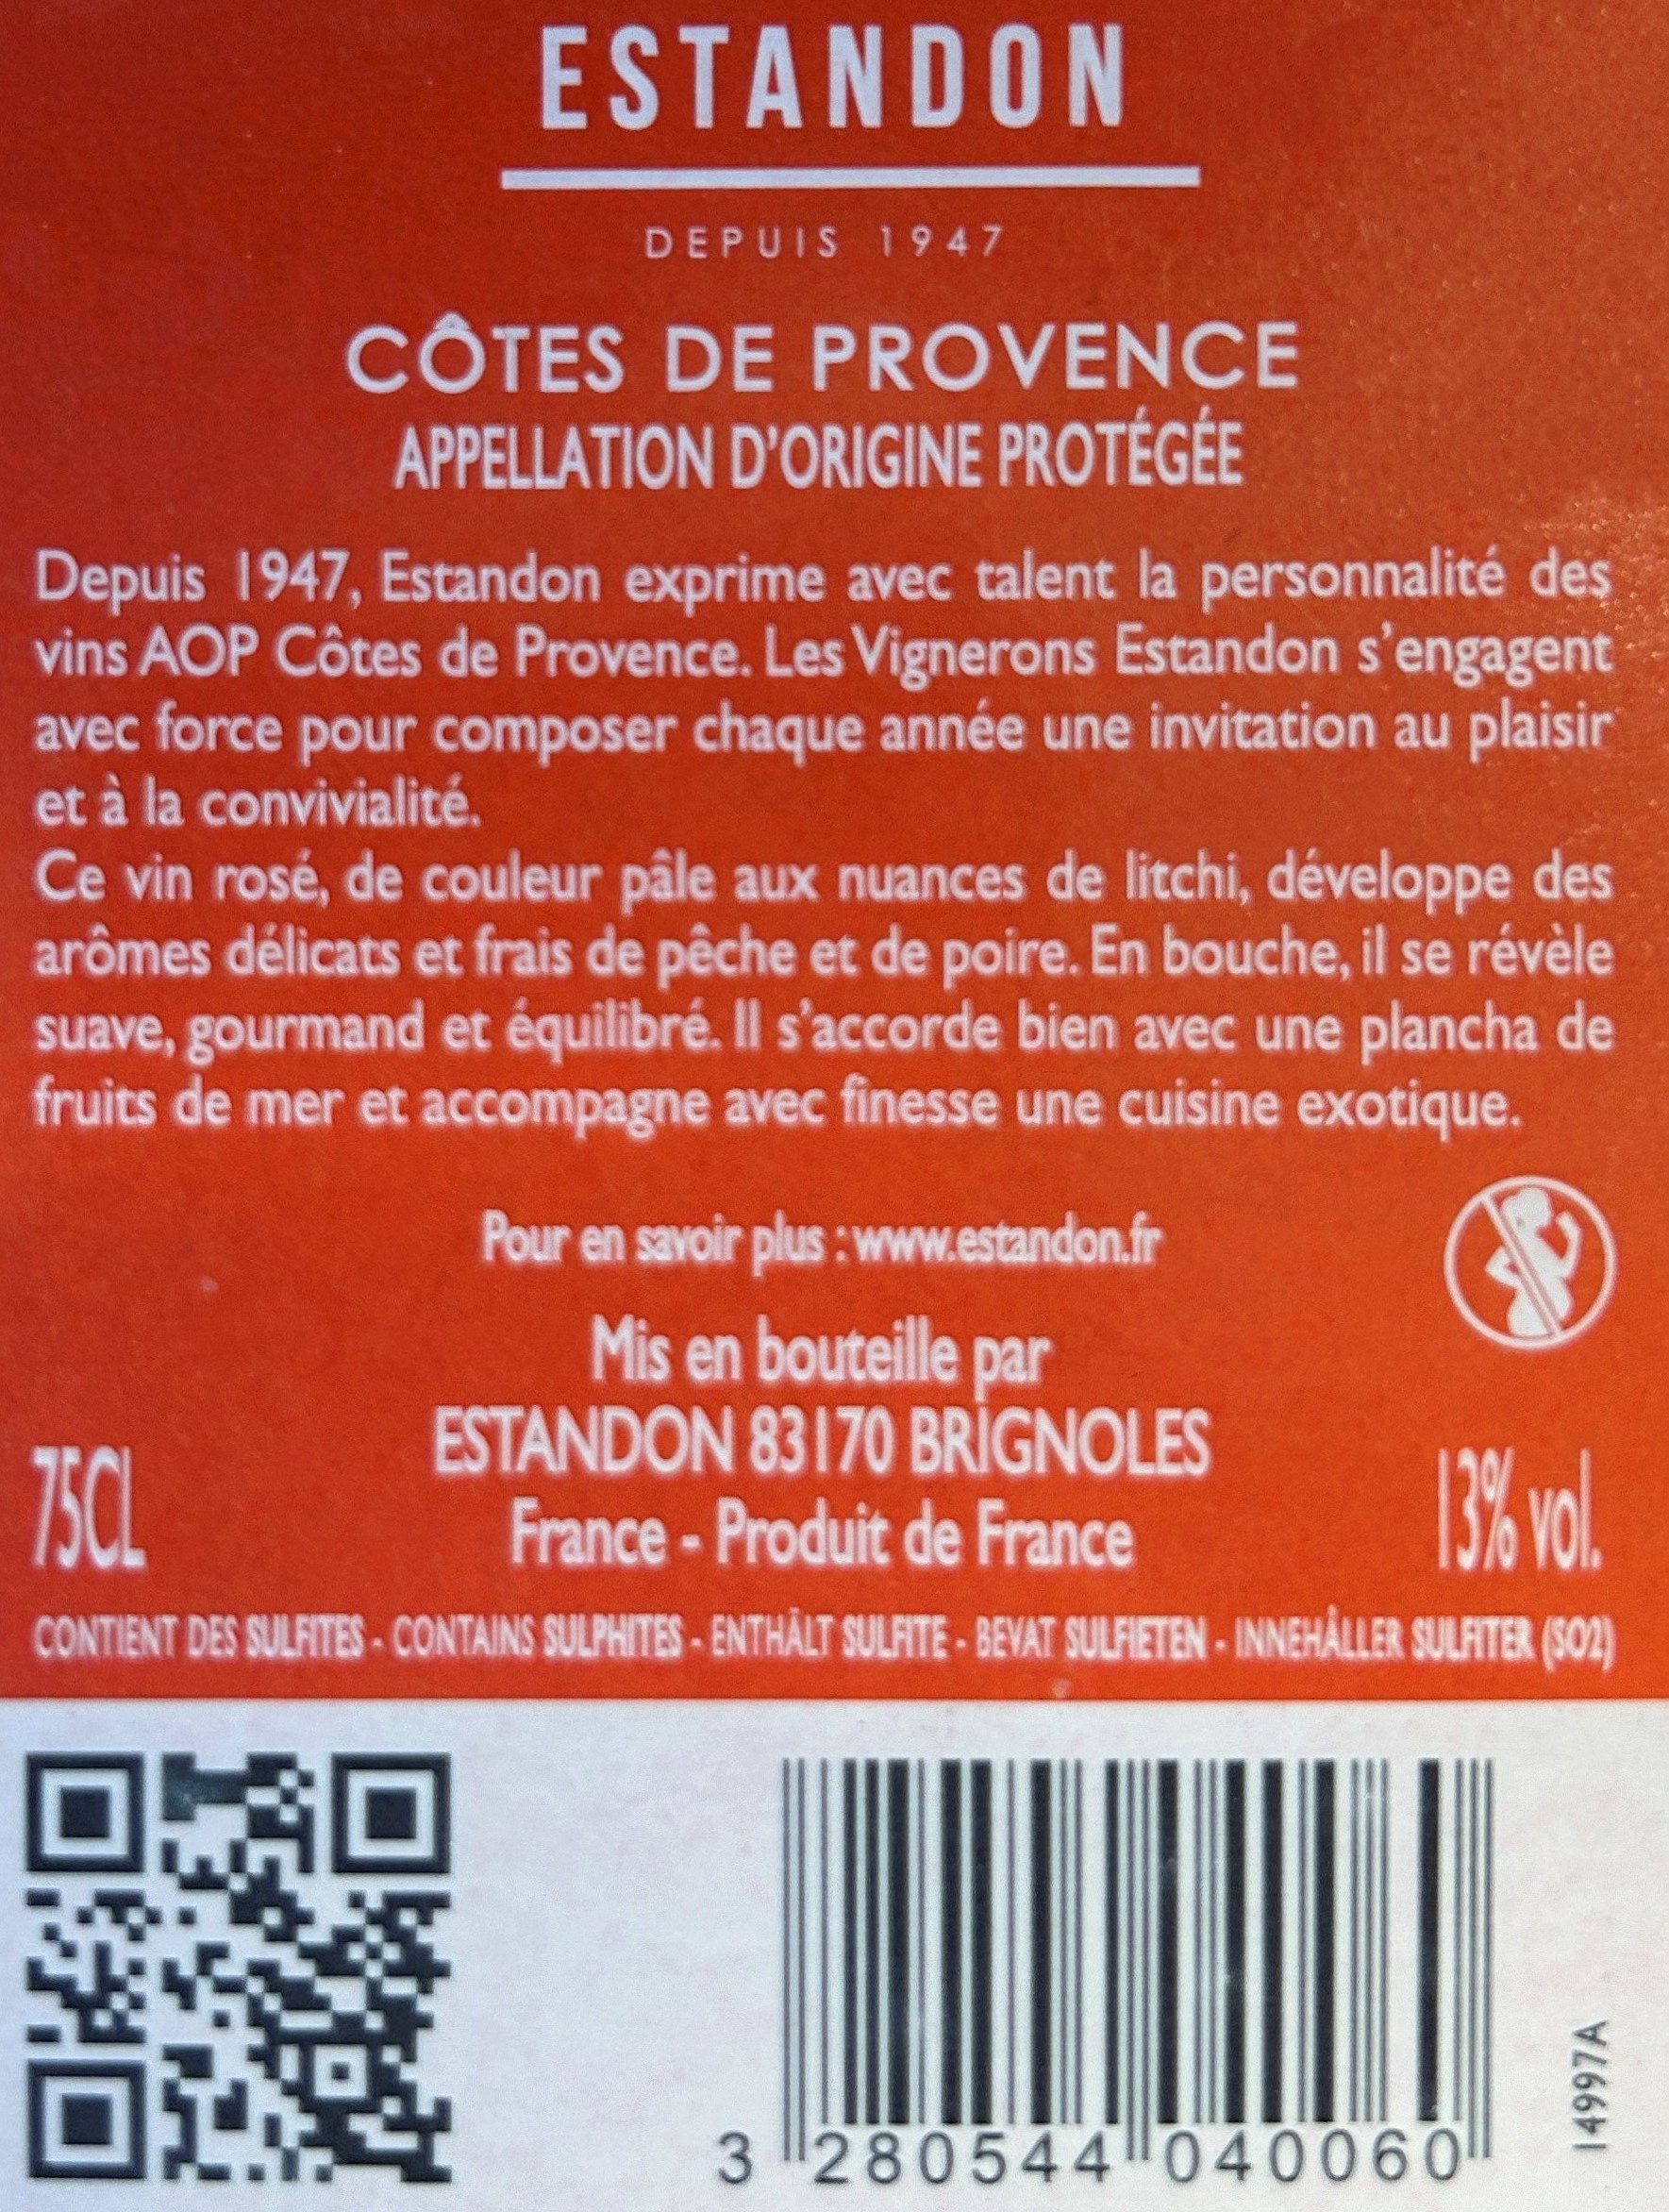 ESTANDON
DEPUIS 1947
CÔTES DE PROVENCE
APPELLATION D'ORIGINE PROTÉGÉE
Depuis 1947, Estandon exprime avec talent la personnalité des
vins AOP Côtes de Provence. Les Vignerons Estandon s'engagent
avec force pour composer chaque année une invitation au plaisir
et à la convivialité.
Ce vin rosé, de couleur pâle aux nuances de litchi, développe des
arômes délicats et frais de pêche et de poire. En bouche, il se révèle
suave, gourmand et équilibré. Il s'accorde bien avec une plancha de
fruits de mer et accompagne avec finesse une cuisine exotique.
Pour en savoir plus : www.estandon.fr
Mis en bouteille par
ESTANDON 83170 BRIGNOLES
France - Produit de France
75CL
13% vol.
CONTIENT DES SULFITES - CONTAINS SULPHITES - ENTHÄLT SULFITE - BEVAT SULFIETEN - INNEHÅLLER SULFITER (SO2)
3 280544 040060
14997A